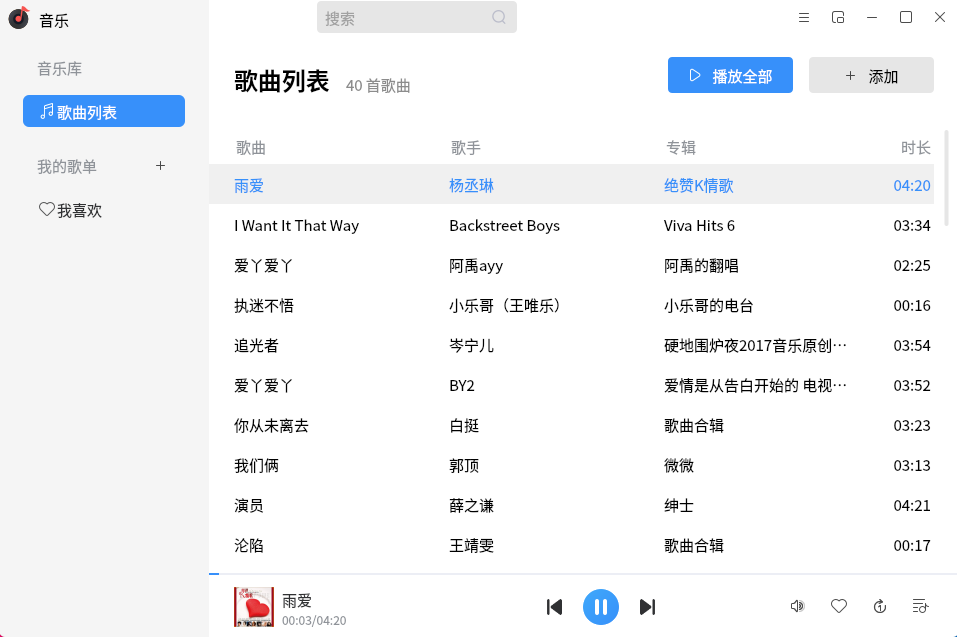 音乐
搜索
音乐库
歌曲列表
我的歌单
我喜欢
歌曲列表 40 首歌曲
播放全部
添加
歌曲 歌手 专辑 时长
雨爱 杨丞琳 绝赞K情歌 04:20
I Want It That Way Backstreet Boys Viva Hits 6 03:34
爱丫爱丫 阿禹ayy 阿禹的翻唱 02:25
执迷不悟 小乐哥（王唯乐） 小乐哥的电台 00:16
追光者 岑宁儿 硬地围炉夜2017音乐原创… 03:54
爱丫爱丫 BY2 爱情是从告白开始的 电视… 03:52
你从未离去 白挺 歌曲合辑 03:23
我们俩 郭顶 微微 03:13
演员 薛之谦 绅士 04:21
沦陷 王靖雯 歌曲合辑 00:17
雨爱
00:03/04:20